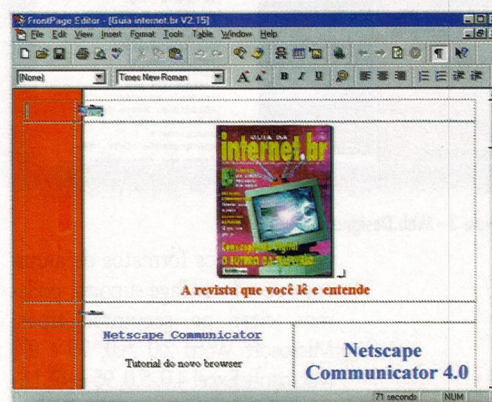 FrontPage Editor - [Guia internet.br V2.15]
File Edit View Insert Format Tools Table Window Help
(None) Times New Roman A A B I U
GUIA DA
internet.br
A revista que você lê e entende
Netscape Communicator
Tutorial do novo browser
Netscape
Communicator 4.0
71 seconds NUM